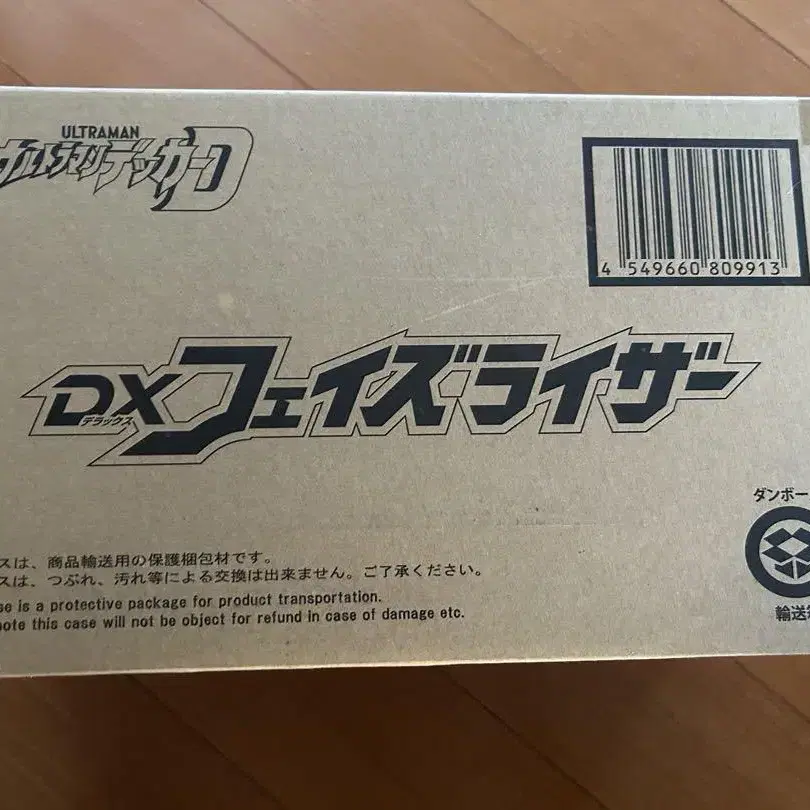 ULTRAMAN
ウルトラマンデッカーD
4 549660 809913
DXフェイズライザー
デラックス
スは、商品輸送用の保護梱包材です。
スは、つぶれ、汚れ等による交換は出来ません。ご了承ください。
se is a protective package for product transportation.
note this case will not be object for refund in case of damage etc.
ダンボー
輸送